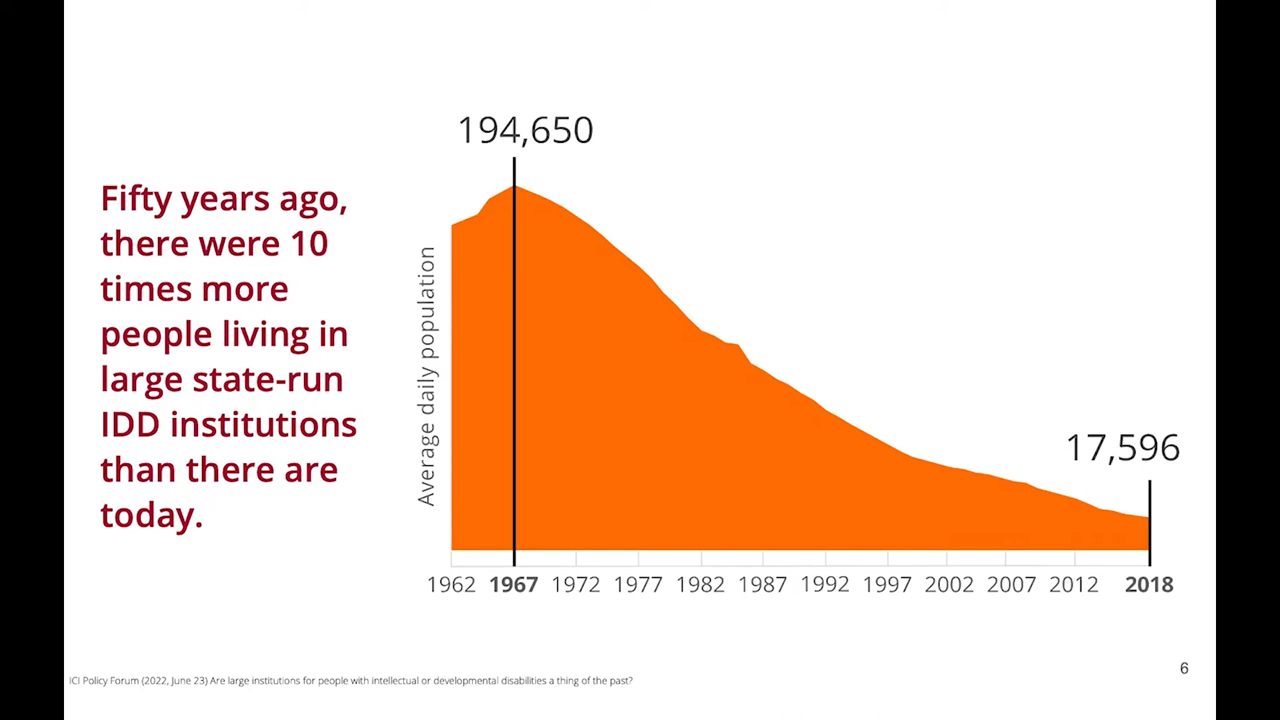 194,650
Fifty years ago,
there were 10
times more
people living in
large state-run
IDD institutions
than there are
today.
Average daily population
17,596
1962 1967 1972 1977 1982 1987 1992 1997 2002 2007 2012 2018
6
ICI Policy Forum (2022, June 23) Are large institutions for people with intellectual or developmental disabilities a thing of the past?